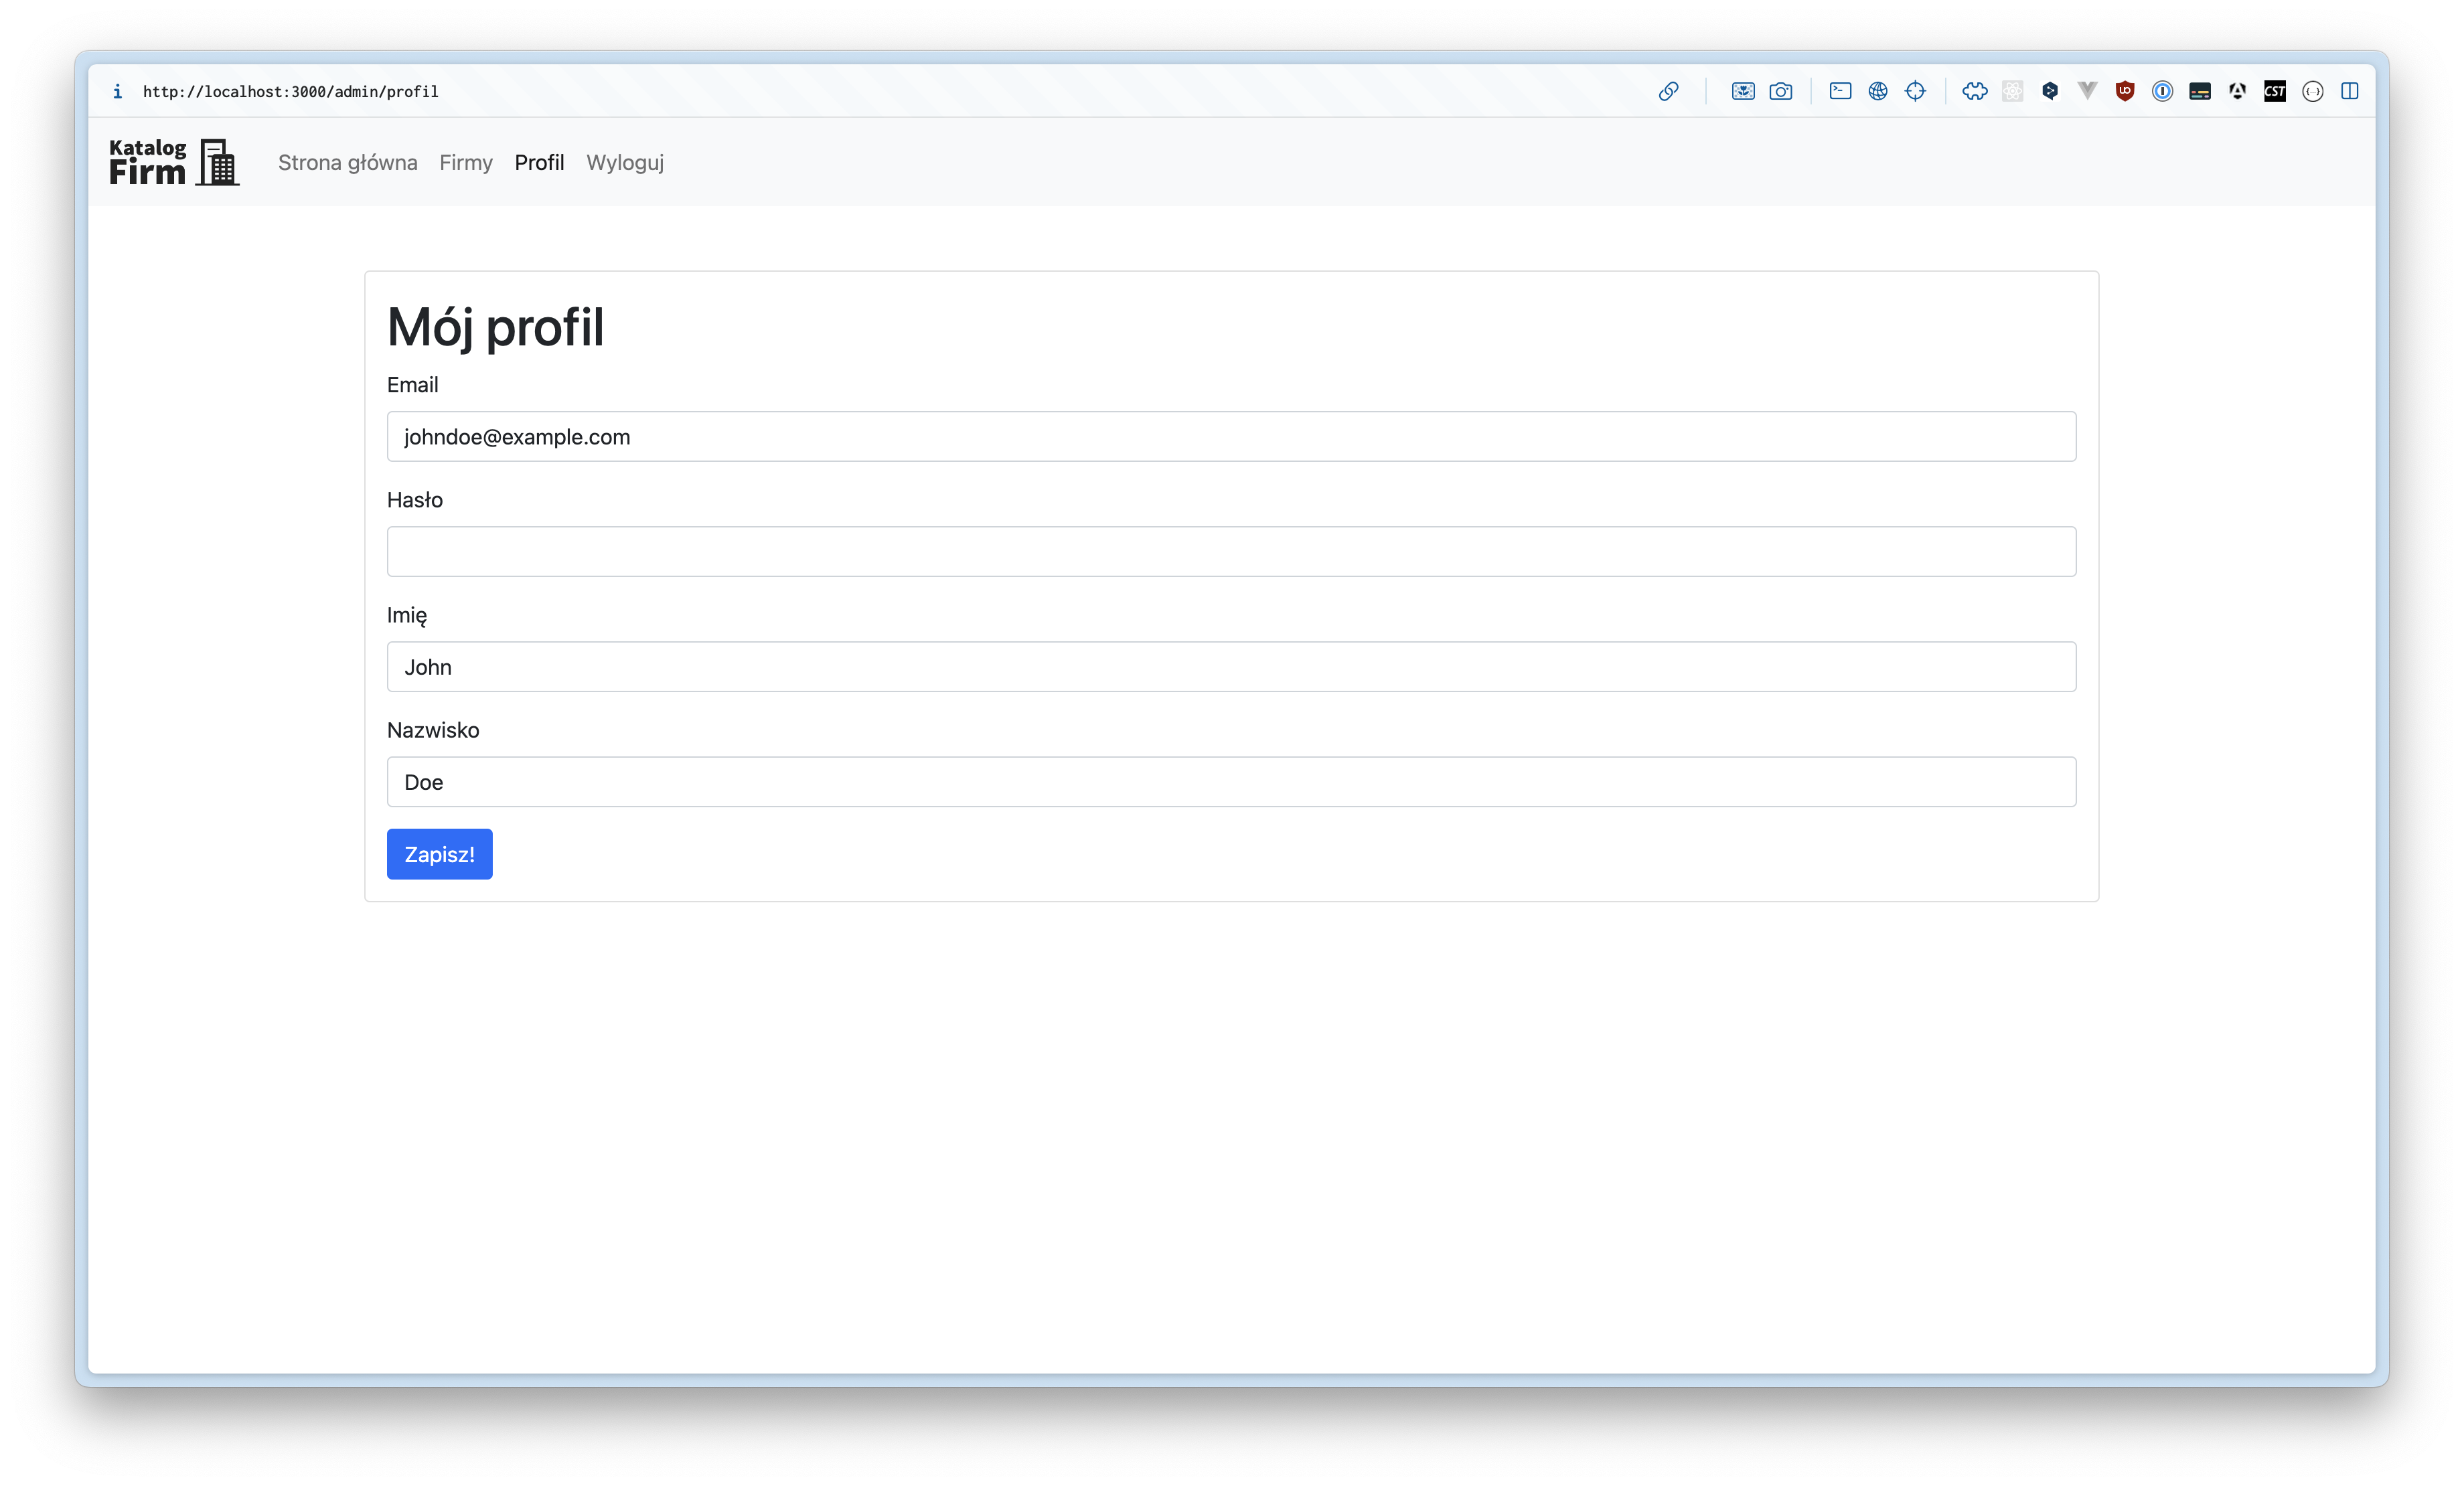 http://localhost:3000/admin/profil
CST
Katalog
Firm
Strona główna Firmy Profil Wyloguj
Mój profil
Email
johndoe@example.com
Hasło
Imię
John
Nazwisko
Doe
Zapisz!